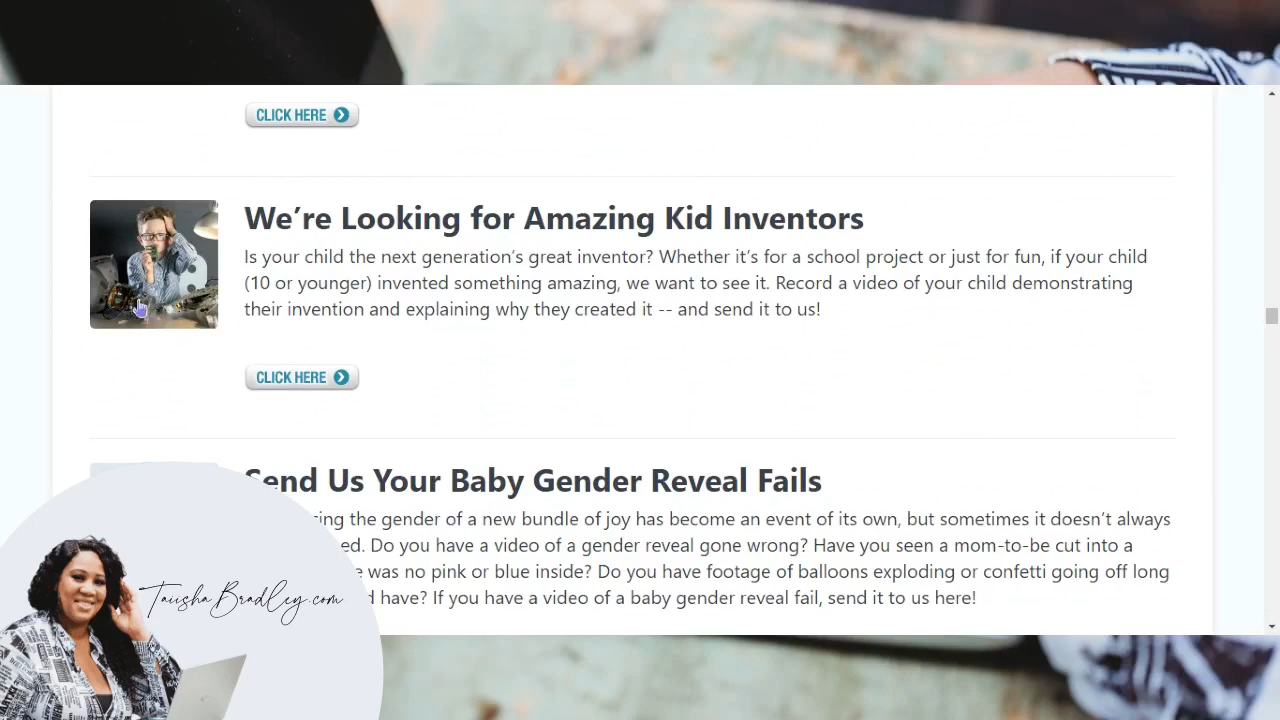 CLICK HERE
We’re Looking for Amazing Kid Inventors
Is your child the next generation’s great inventor? Whether it’s for a school project or just for fun, if your child
(10 or younger) invented something amazing, we want to see it. Record a video of your child demonstrating
their invention and explaining why they created it -- and send it to us!
CLICK HERE
Send Us Your Baby Gender Reveal Fails
the gender of a new bundle of joy has become an event of its own, but sometimes it doesn’t always
Do you have a video of a gender reveal gone wrong? Have you seen a mom-to-be cut into a
was no pink or blue inside? Do you have footage of balloons exploding or confetti going off long
have? If you have a video of a baby gender reveal fail, send it to us here!
TaushaBradley.com